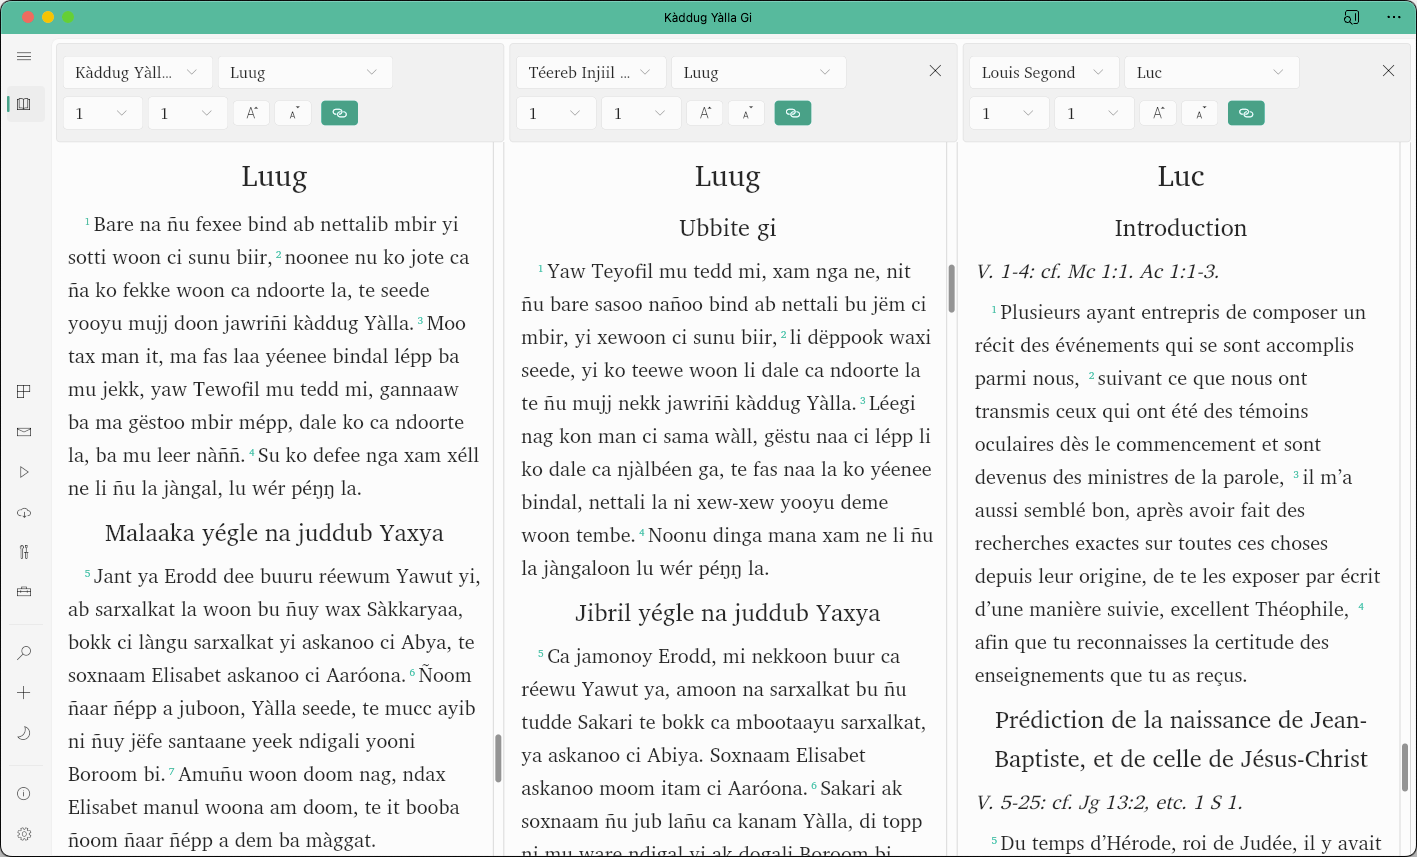 Kàddug Yàlla Gi
Kàddug Yàll...
Luug
1
1
Luug
1 Bare na ñu fexee bind ab nettalib mbir yi
sotti woon ci sunu biir, 2 noonee nu ko jote ca
ña ko fekke woon ca ndoorte la, te seede
yooyu mujj doon jawriñi kàddug Yàlla. 3 Moo
tax man it, ma fas laa yéenee bindal lépp ba
mu jekk, yaw Tewofil mu tedd mi, gannaaw
ba ma gëstoo mbir mépp, dale ko ca ndoorte
la, ba mu leer nàññ. 4 Su ko defee nga xam xéll
ne li ñu la jàngal, lu wér péŋŋ la.
Malaaka yégle na juddub Yaxya
5 Jant ya Erodd dee buuru réewum Yawut yi,
ab sarxalkat la woon bu ñuy wax Sàkkaryaa,
bokk ci làngu sarxalkat yi askanoo ci Abya, te
soxnaam Elisabet askanoo ci Aaróona. 6 Ñoom
ñaar ñépp a juboon, Yàlla seede, te mucc ayib
ni ñuy jëfe santaane yeek ndigali yooni
Boroom bi. 7 Amuñu woon doom nag, ndax
Elisabet manul woona am doom, te it booba
ñoom ñaar ñépp a dem ba màggat.
Téereb Injiil ...
Luug
1
1
Luug
Ubbite gi
1 Yaw Teyofil mu tedd mi, xam nga ne, nit
ñu bare sasoo nañoo bind ab nettali bu jëm ci
mbir, yi xewoon ci sunu biir, 2 li dëppook waxi
seede, yi ko teewe woon li dale ca ndoorte la
te ñu mujj nekk jawriñi kàddug Yàlla. 3 Léegi
nag kon man ci sama wàll, gëstu naa ci lépp li
ko dale ca njàlbéen ga, te fas naa la ko yéenee
bindal, nettali la ni xew-xew yooyu deme
woon tembe. 4 Noonu dinga mana xam ne li ñu
la jàngaloon lu wér péŋŋ la.
Jibril yégle na juddub Yaxya
5 Ca jamonoy Erodd, mi nekkoon buur ca
réewu Yawut ya, amoon na sarxalkat bu ñu
tudde Sakari te bokk ca mbootaayu sarxalkat,
ya askanoo ci Abiya. Soxnaam Elisabet
askanoo moom itam ci Aaróona. 6 Sakari ak
soxnaam ñu jub lañu ca kanam Yàlla, di topp
ni mu ware ndigal yi ak dogali Boroom bi
Louis Segond
Luc
1
1
Luc
Introduction
V. 1-4: cf. Mc 1:1. Ac 1:1-3.
1 Plusieurs ayant entrepris de composer un
récit des événements qui se sont accomplis
parmi nous, 2 suivant ce que nous ont
transmis ceux qui ont été des témoins
oculaires dès le commencement et sont
devenus des ministres de la parole, 3 il m’a
aussi semblé bon, après avoir fait des
recherches exactes sur toutes ces choses
depuis leur origine, de te les exposer par écrit
d’une manière suivie, excellent Théophile, 4
afin que tu reconnaisses la certitude des
enseignements que tu as reçus.
Prédiction de la naissance de Jean-
Baptiste, et de celle de Jésus-Christ
V. 5-25: cf. Jg 13:2, etc. 1 S 1.
5 Du temps d’Hérode, roi de Judée, il y avait